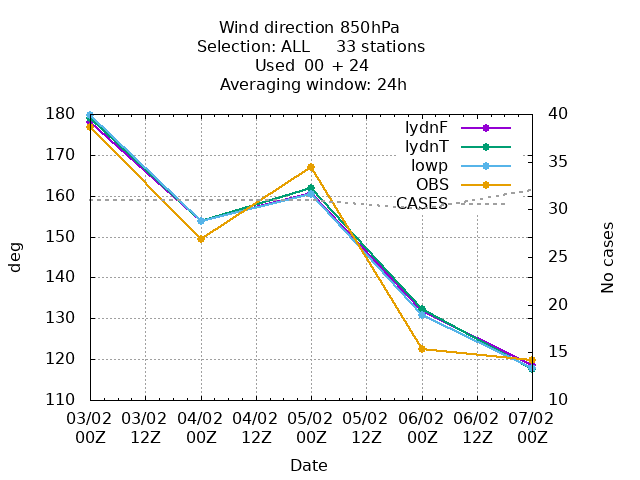 Wind direction 850hPa
Selection: ALL 33 stations
Used 00 + 24
Averaging window: 24h
180 40
lydnF
170 35
lydnT
lowp
160 OBS
CASES 30
150
deg No cases
140 25
130 20
120 15
110 10
03/02 03/02 04/02 04/02 05/02 05/02 06/02 06/02 07/02
00Z 12Z 00Z 12Z 00Z 12Z 00Z 12Z 00Z
Date